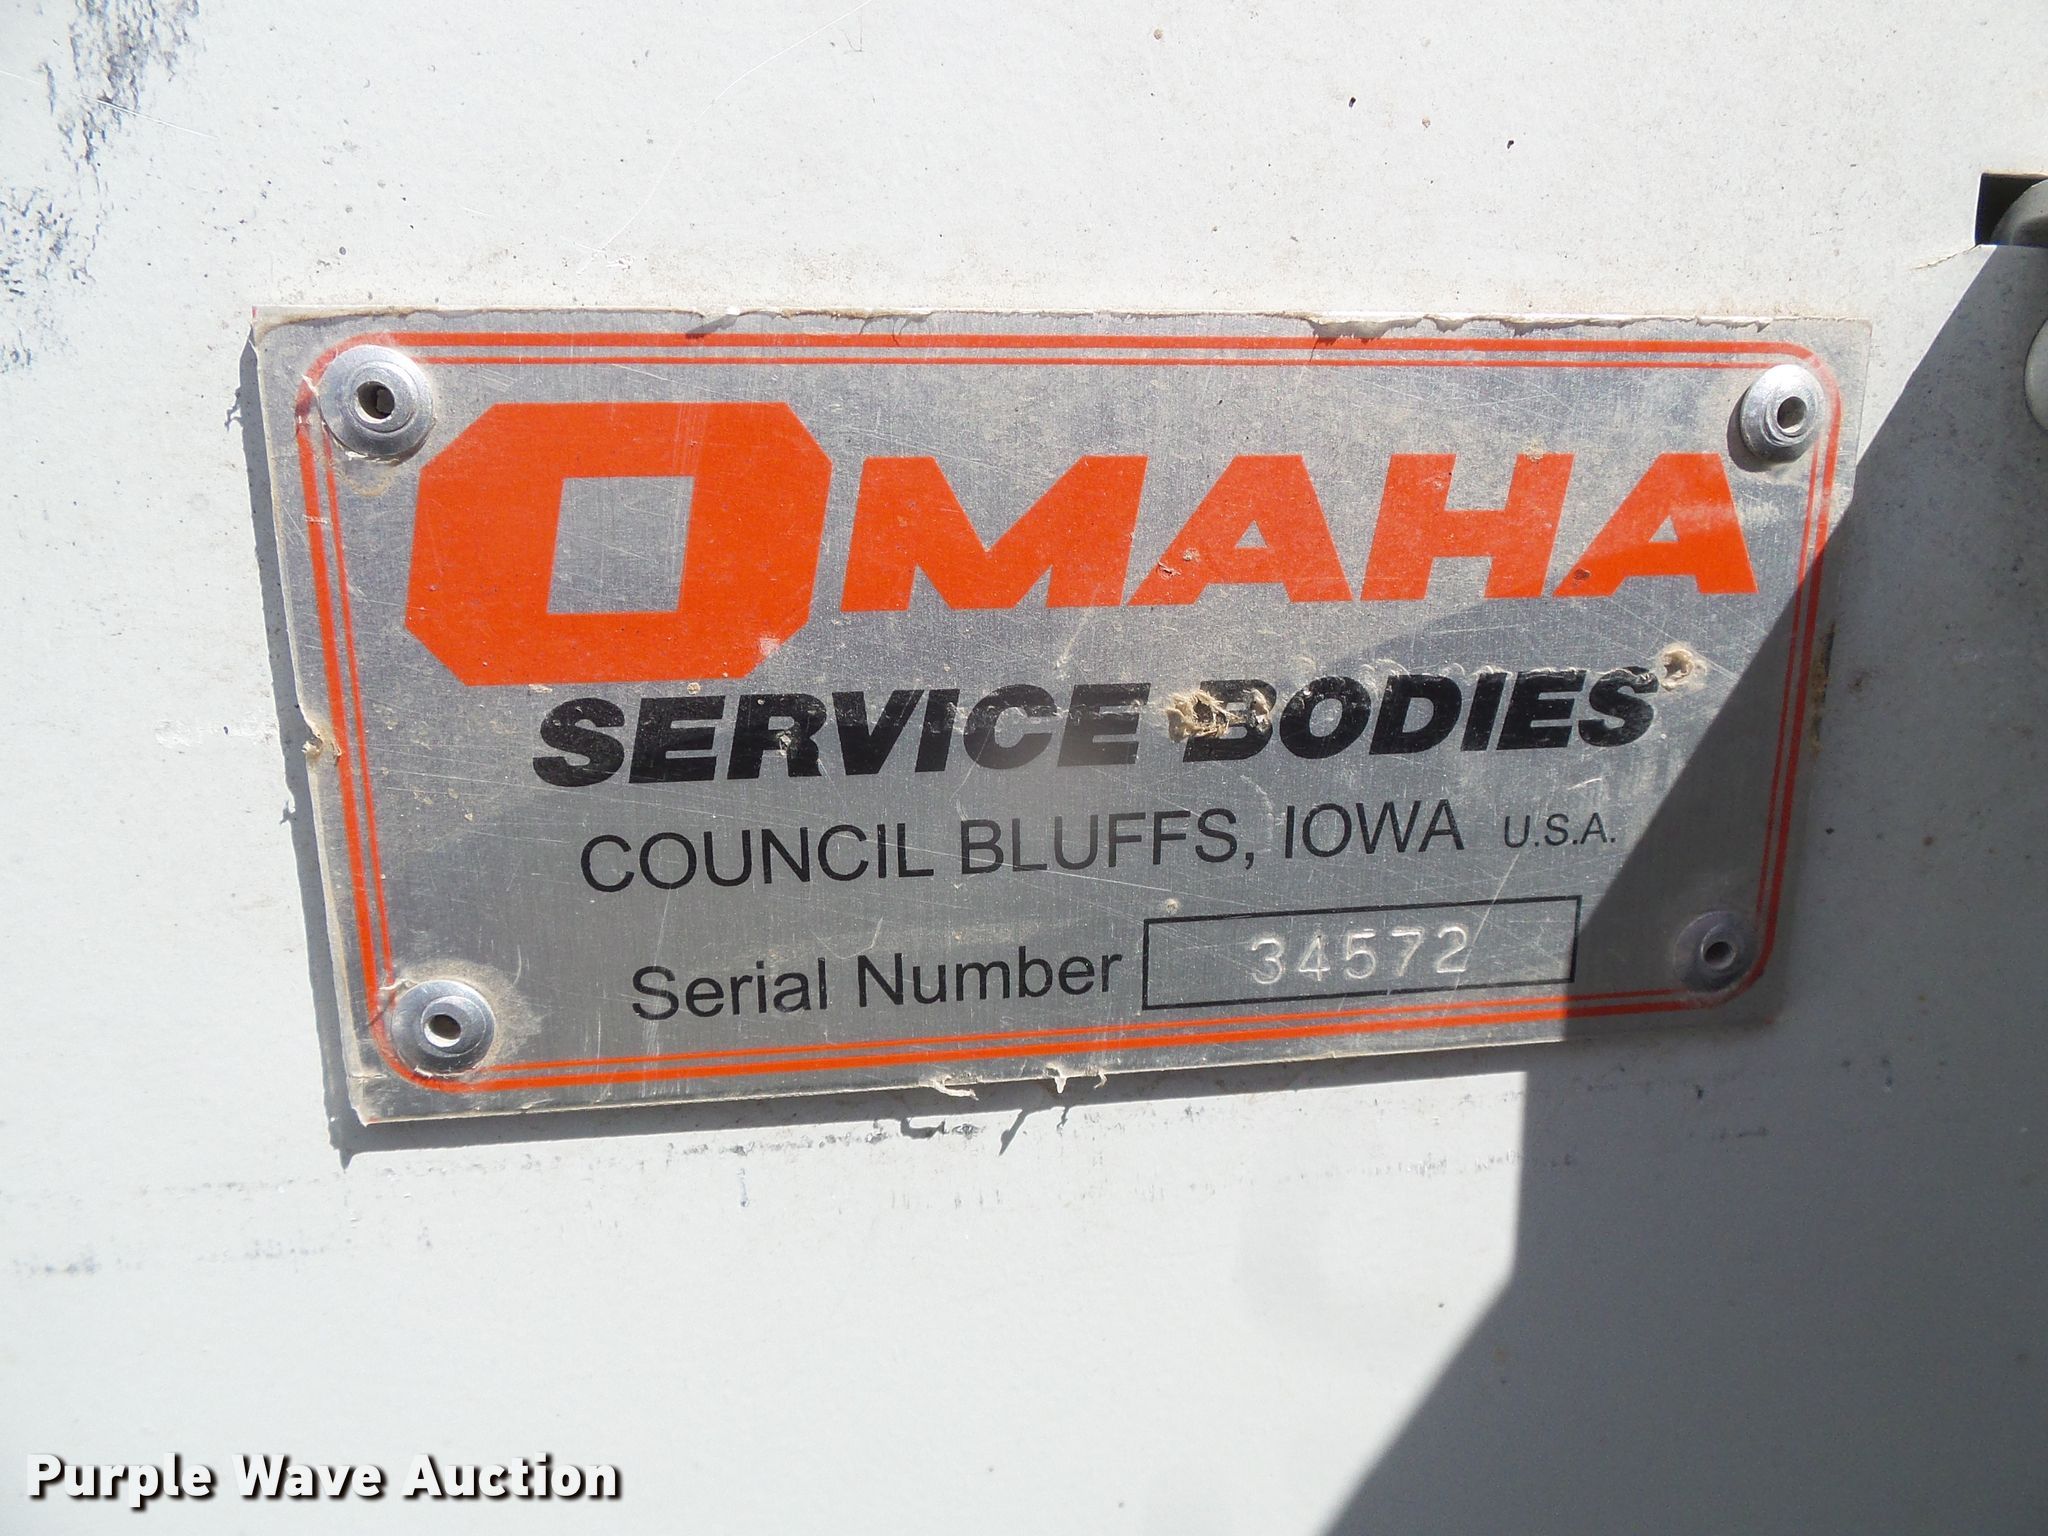 OMAHA
SERVICE BODIES
COUNCIL BLUFFS, IOWA U.S.A.
Serial Number 34572
Purple Wave Auction